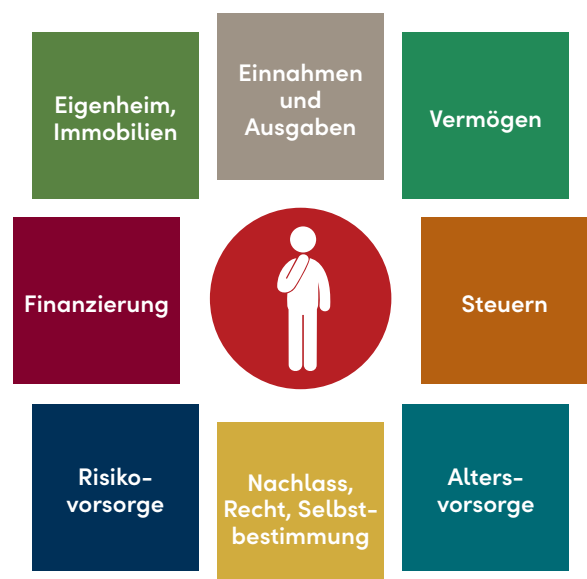 Eigenheim,
Immobilien
Einnahmen
und
Ausgaben
Vermögen
Finanzierung
Steuern
Risiko-
vorsorge
Nachlass,
Recht, Selbst-
bestimmung
Alters-
vorsorge